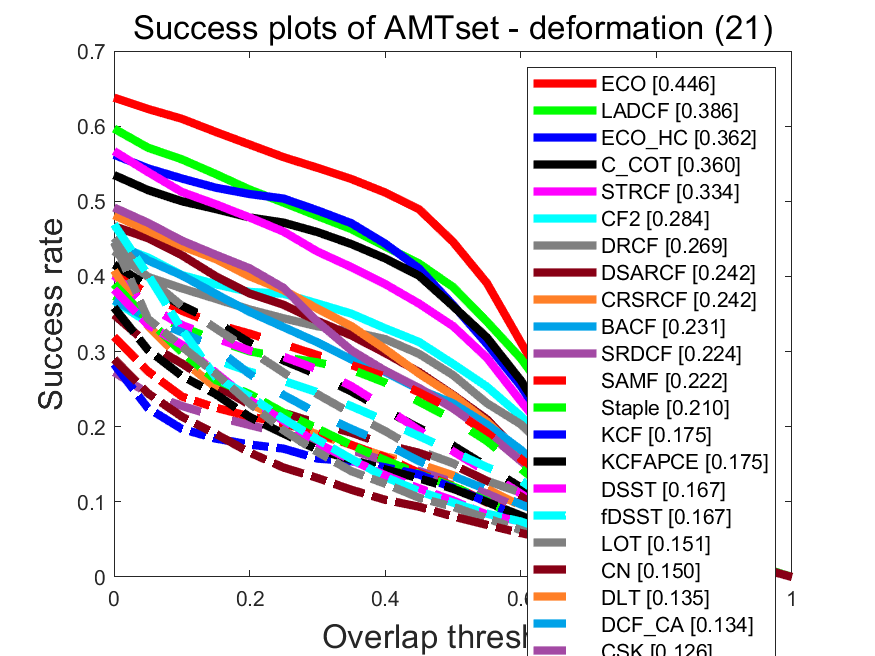 Success plots of AMTset - deformation (21)
0.7
0.6
0.5
0.4
0.3
0.2
0.1
0
Success rate
0
0.2
0.4
1
Overlap
ECO [0.446]
LADCF [0.386]
ECO_HC [0.362]
C_COT [0.360]
STRCF [0.334]
CF2 [0.284]
DRCF [0.269]
DSARCF [0.242]
CRSRCF [0.242]
BACF [0.231]
SRDCF [0.224]
SAMF [0.222]
Staple [0.210]
KCF [0.175]
KCFAPCE [0.175]
DSST [0.167]
fDSST [0.167]
LOT [0.151]
CN [0.150]
DLT [0.135]
DCF_CA [0.134]
CSK [0.126]